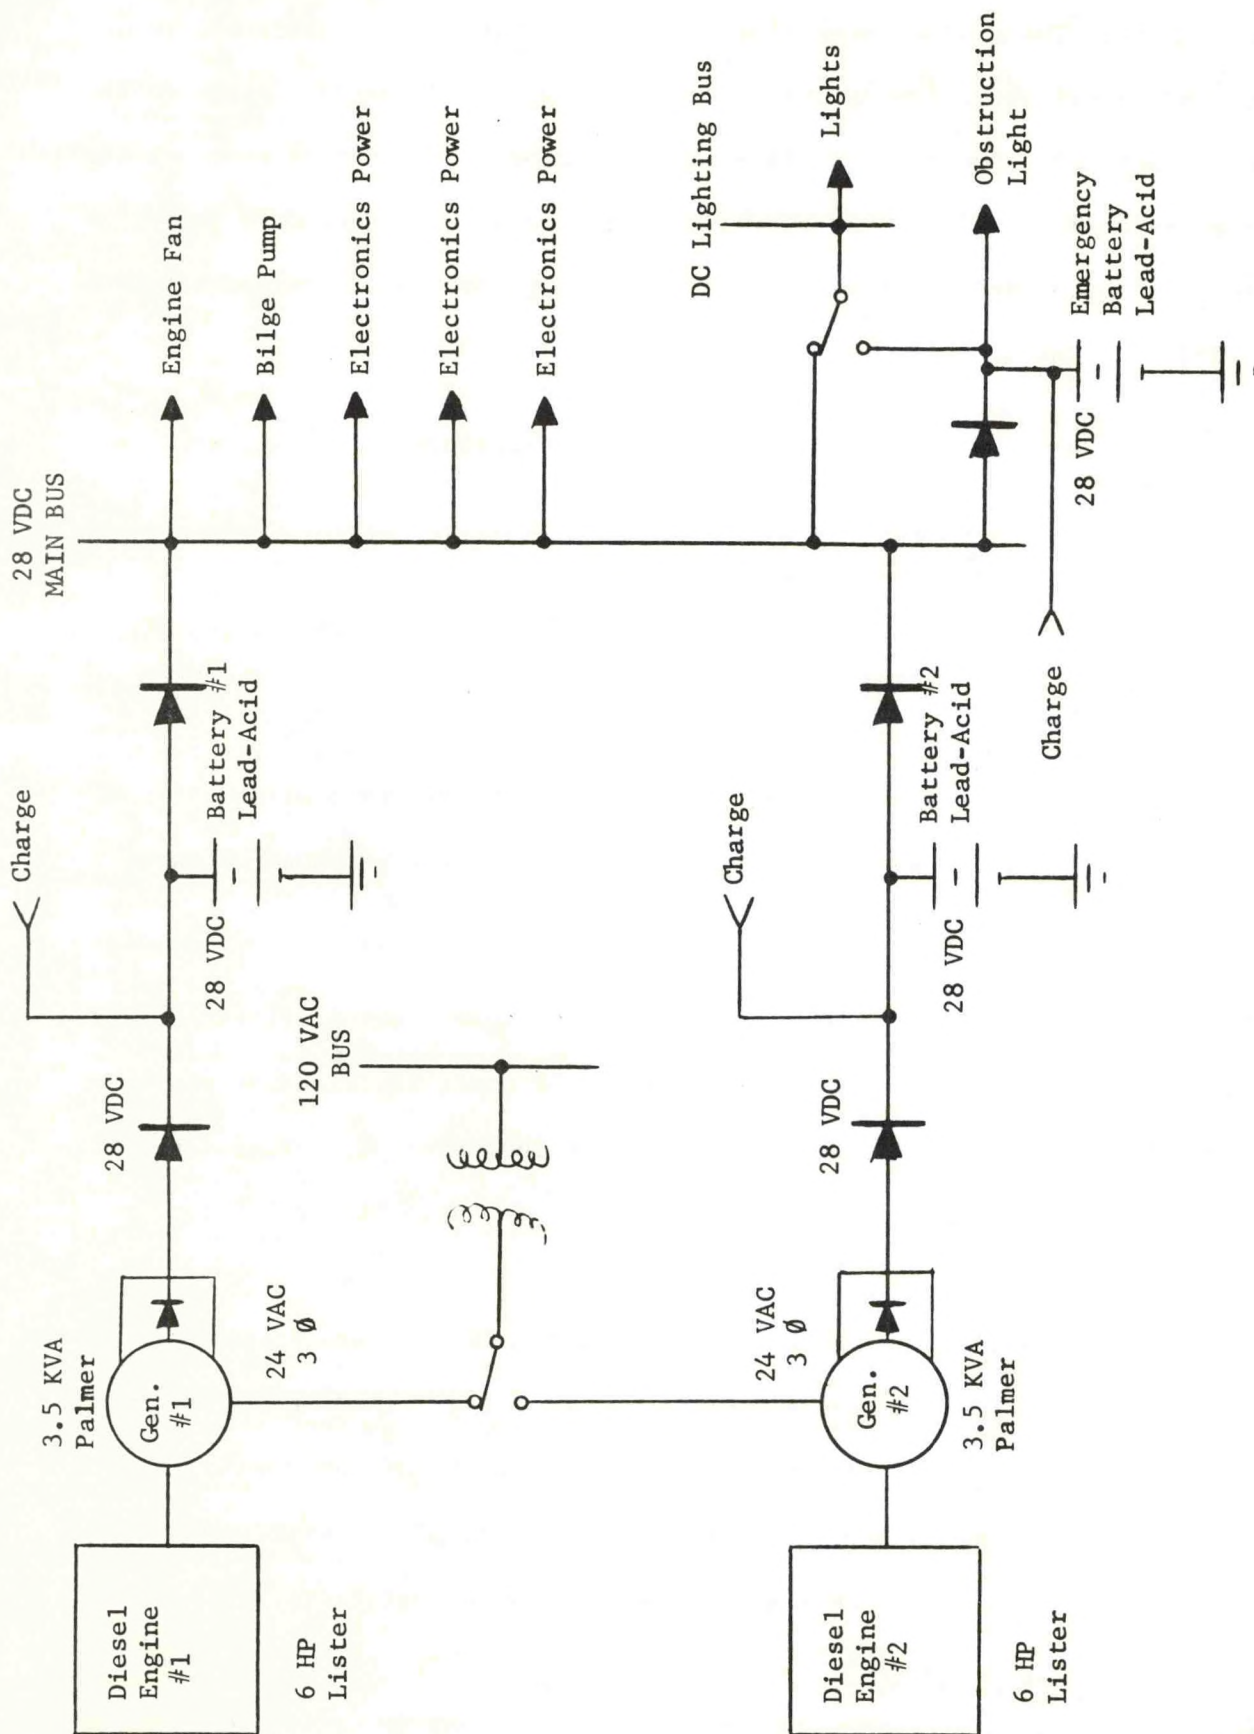 Diesel
Engine
#1
6 HP
Lister
3.5 KVA
Palmer
Gen.
#1
24 VAC
3 Ø
28 VDC
Charge
28 VDC
Battery #1
Lead-Acid
120 VAC
BUS
28 VDC
MAIN BUS
Engine Fan
Bilge Pump
Electronics Power
Electronics Power
Electronics Power
DC Lighting Bus
Lights
Obstruction
Light
Emergency
Battery
Lead-Acid
28 VDC
Charge
Diesel
Engine
#2
6 HP
Lister
24 VAC
3 Ø
Gen.
#2
3.5 KVA
Palmer
28 VDC
Charge
28 VDC
Battery #2
Lead-Acid